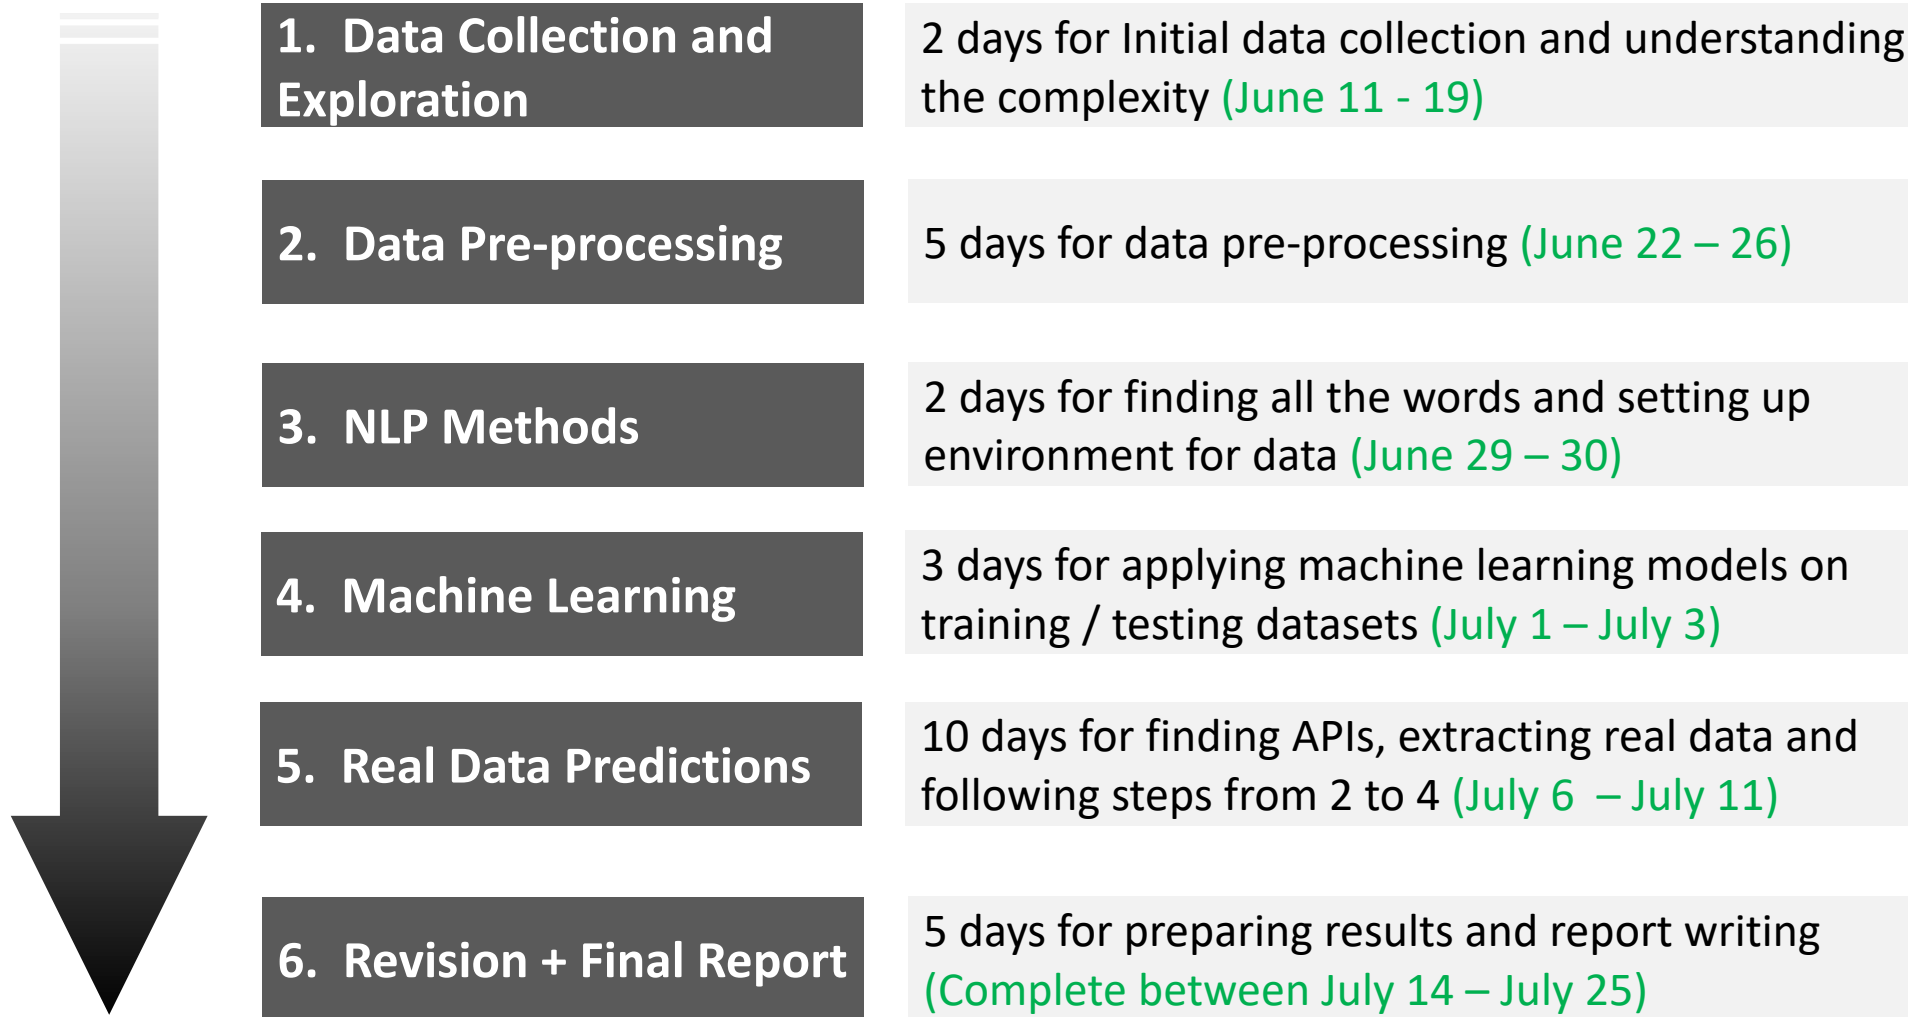 1. Data Collection and
Exploration
2 days for Initial data collection and understanding
the complexity (June 11 - 19)
2. Data Pre-processing
5 days for data pre-processing (June 22 – 26)
3. NLP Methods
2 days for finding all the words and setting up
environment for data (June 29 – 30)
4. Machine Learning
3 days for applying machine learning models on
training / testing datasets (July 1 – July 3)
5. Real Data Predictions
10 days for finding APIs, extracting real data and
following steps from 2 to 4 (July 6 – July 11)
6. Revision + Final Report
5 days for preparing results and report writing
(Complete between July 14 – July 25)